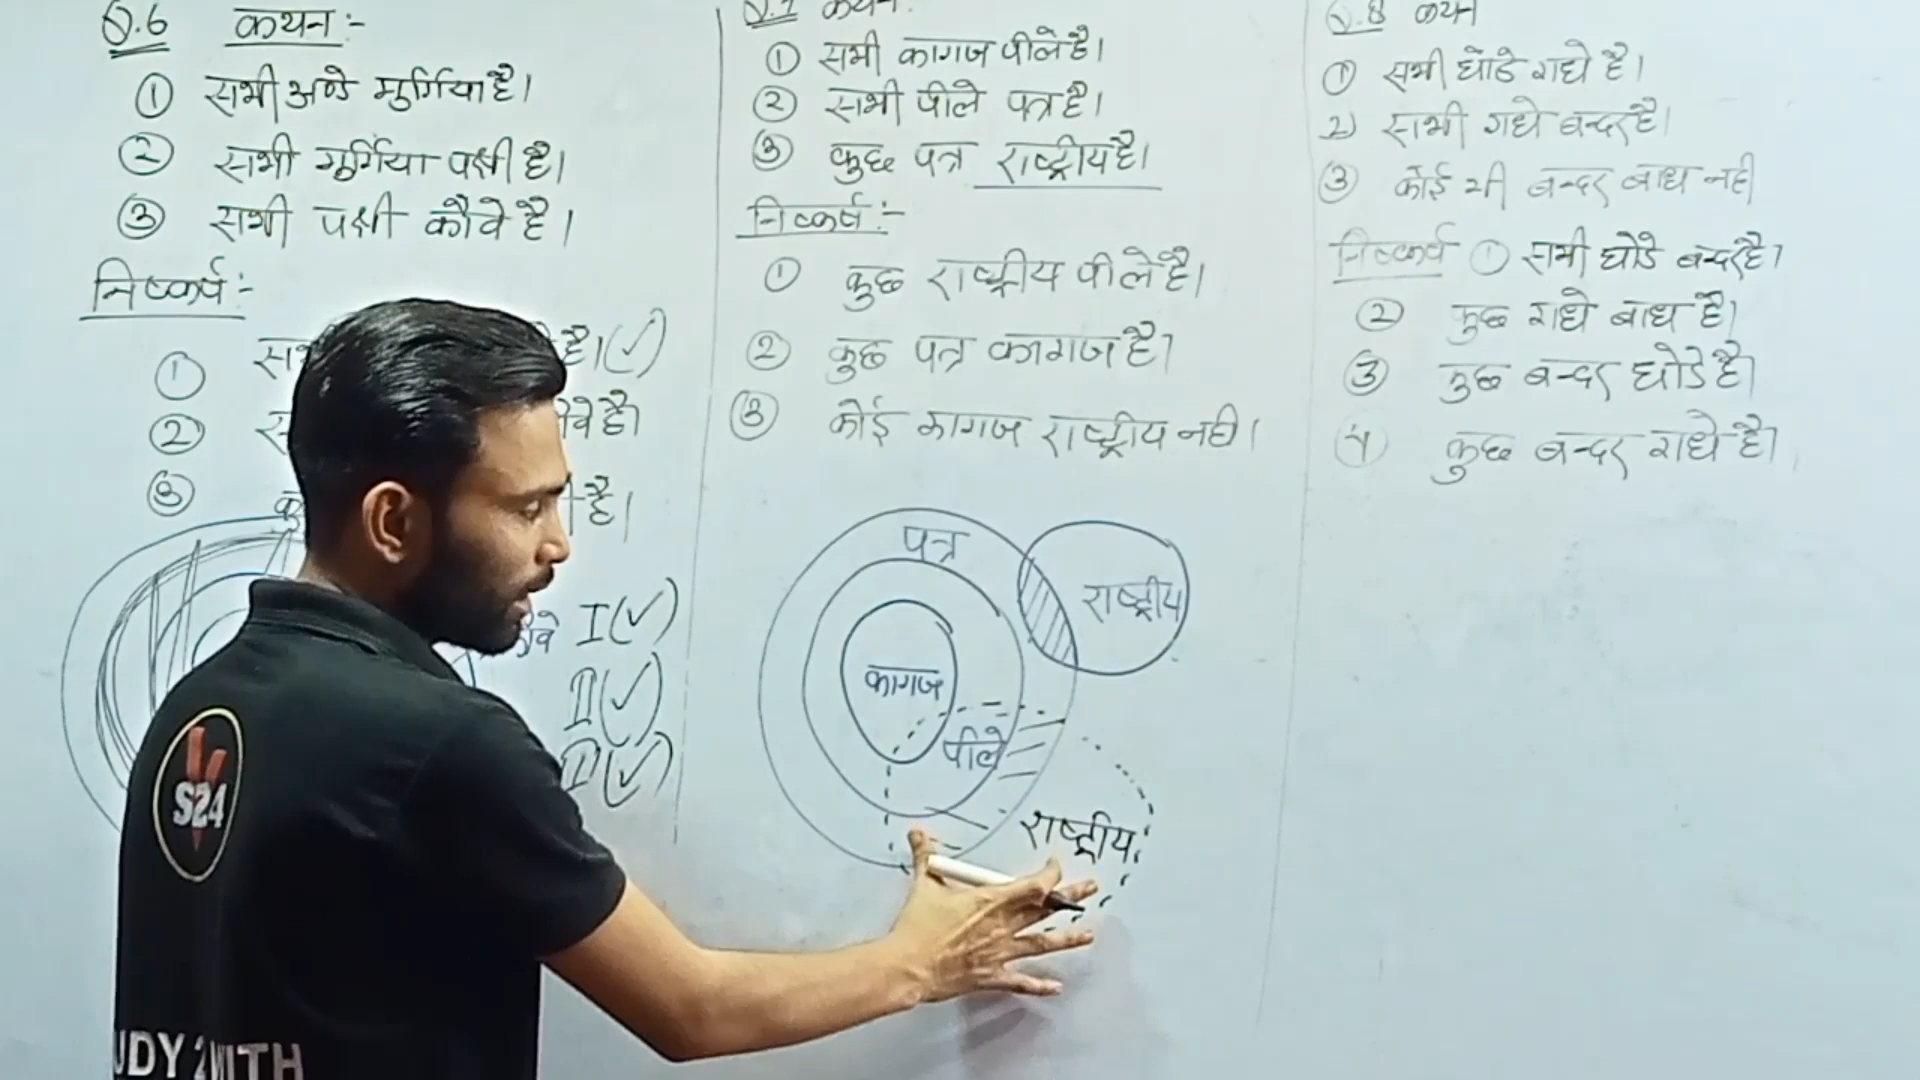 Q.6 कथन:-
① सभी अण्डे मुर्गिया है।
② सभी मुर्गिया पक्षी है।
③ सभी पक्षी कौवे है।
निष्कर्ष:-
① है। (✓)
② है।
③ है।
I (✓)
II (✓)
(✓)
Q.7 कथन:
① सभी कागज पीले है।
② सभी पीले पत्र है।
③ कुछ पत्र राष्ट्रीय है।
निष्कर्ष:-
① कुछ राष्ट्रीय पीले है।
② कुछ पत्र कागज है।
③ कोई कागज राष्ट्रीय नही।
पत्र
राष्ट्रीय
कागज
पीले
राष्ट्रीय
Q.8 कथन
① सभी घोडे गधे है।
2) सभी गधे बन्दर है।
③ कोई भी बन्दर बाघ नही
निष्कर्ष ① सभी घोडे बन्दर है।
② कुछ गधे बाघ है।
③ कुछ बन्दर घोडे है।
④ कुछ बन्दर गधे है।
S24